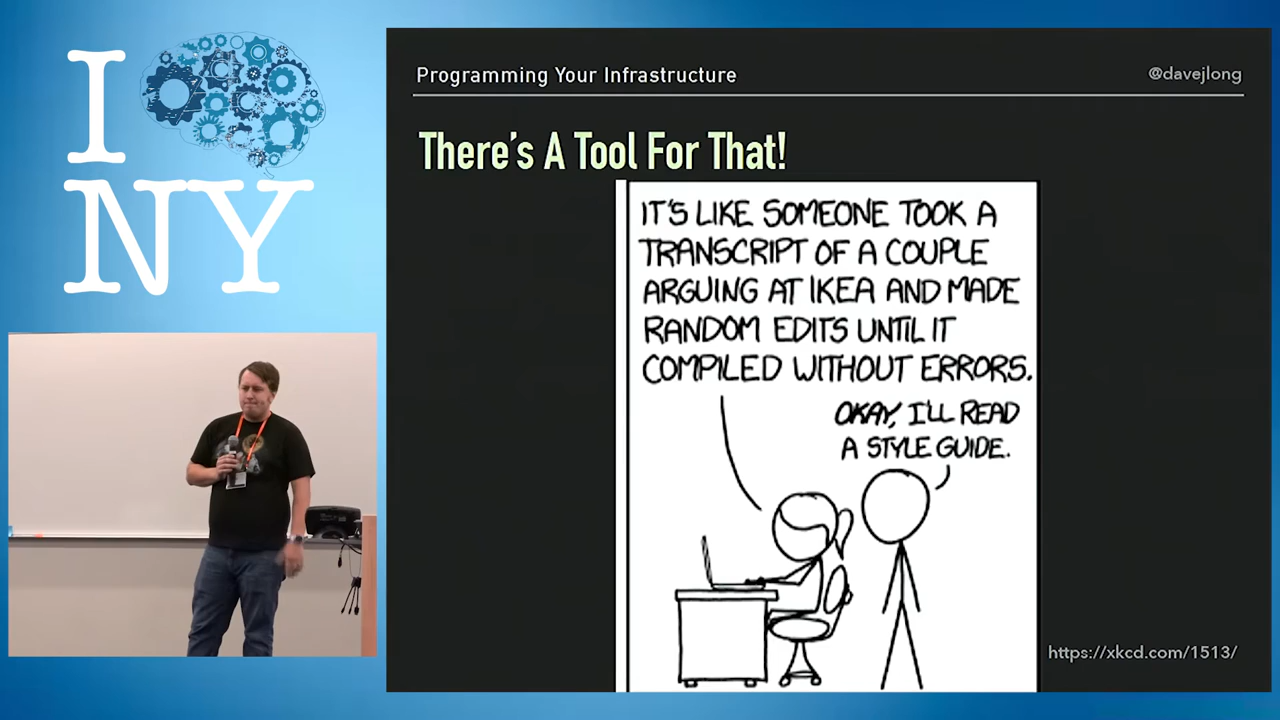 I
NY
Programming Your Infrastructure
@davejlong
There's A Tool For That!
IT'S LIKE SOMEONE TOOK A
TRANSCRIPT OF A COUPLE
ARGUING AT IKEA AND MADE
RANDOM EDITS UNTIL IT
COMPILED WITHOUT ERRORS.
OKAY, I'LL READ
A STYLE GUIDE.
https://xkcd.com/1513/